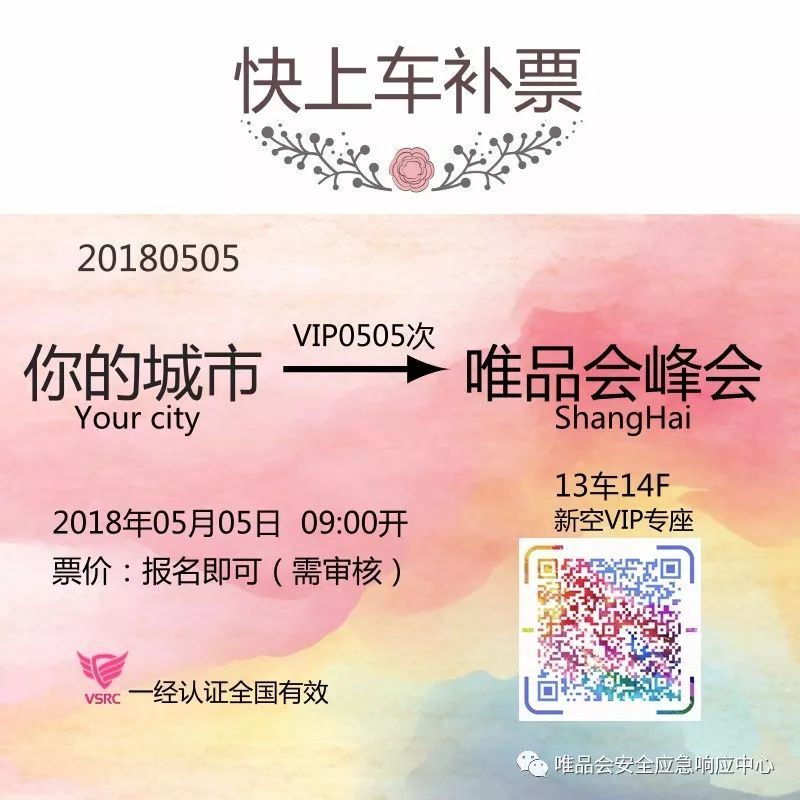 快上车补票
20180505
VIP0505次
你的城市
唯品会峰会
Your city
ShangHai
13车14F
新空VIP专座
2018年05月05日 09:00开
票价：报名即可（需审核）
VSRC
一经认证全国有效
唯品会安全应急响应中心